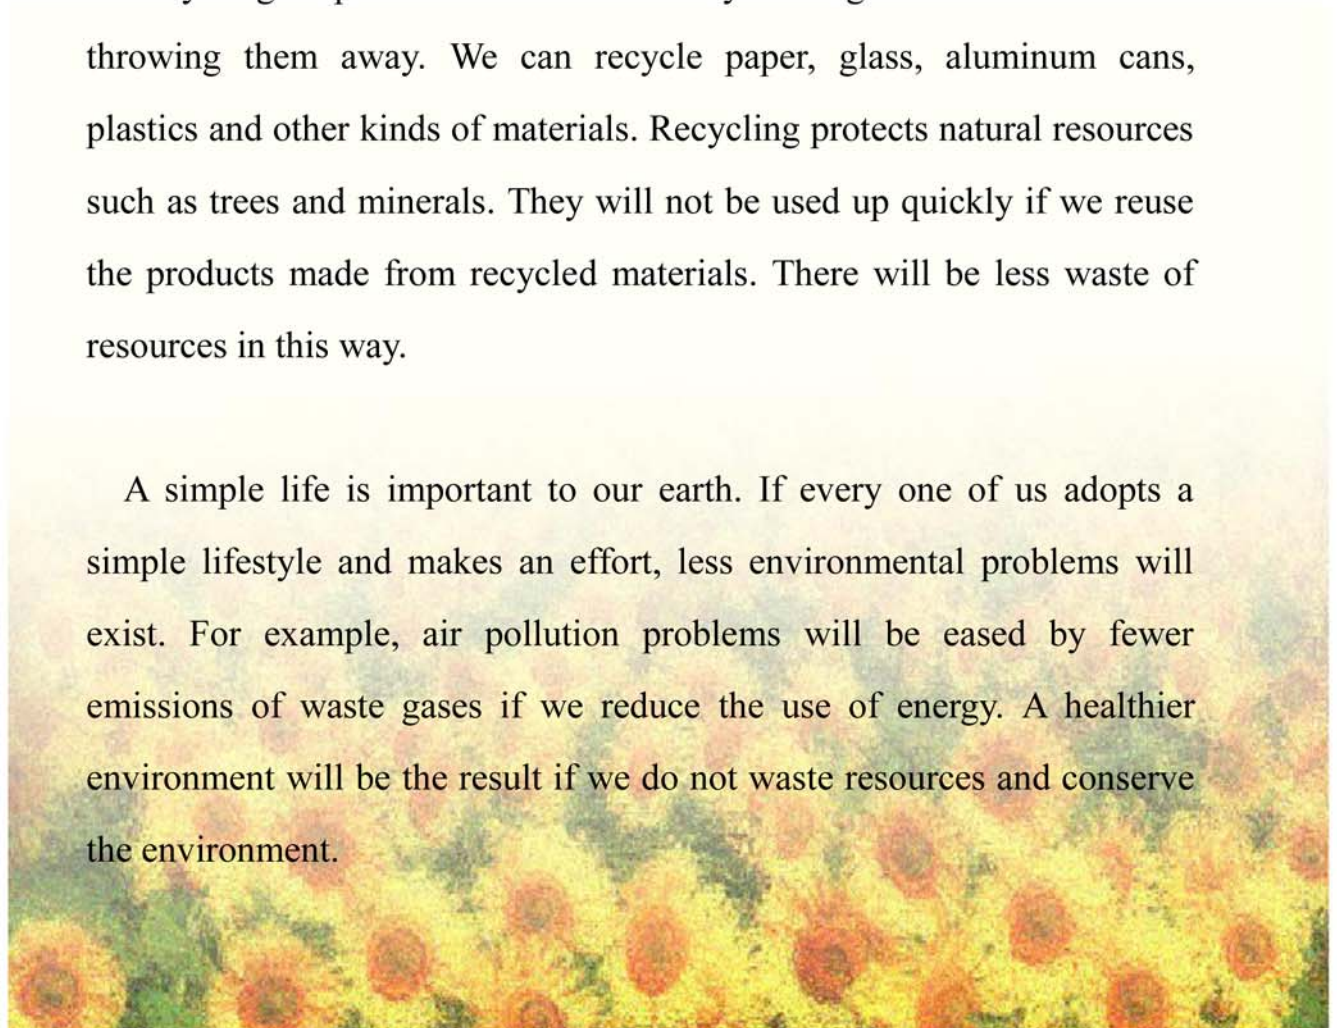 throwing them away. We can recycle paper, glass, aluminum cans,
plastics and other kinds of materials. Recycling protects natural resources
such as trees and minerals. They will not be used up quickly if we reuse
the products made from recycled materials. There will be less waste of
resources in this way.
A simple life is important to our earth. If every one of us adopts a
simple lifestyle and makes an effort, less environmental problems will
exist. For example, air pollution problems will be eased by fewer
emissions of waste gases if we reduce the use of energy. A healthier
environment will be the result if we do not waste resources and conserve
the environment.